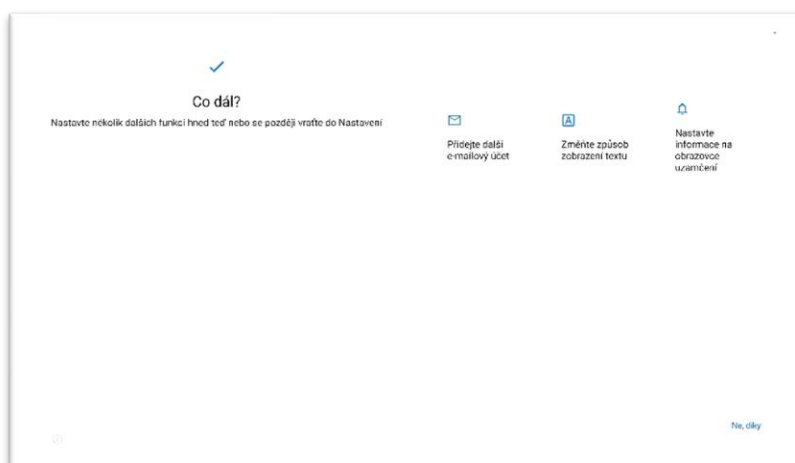 Co dál?
Nastavte několik dalších funkcí hned teď nebo se později vraťte do Nastavení
Přidejte další
e-mailový účet
Změňte způsob
zobrazení textu
Nastavte
informace na
obrazovce
uzamčení
Ne, díky